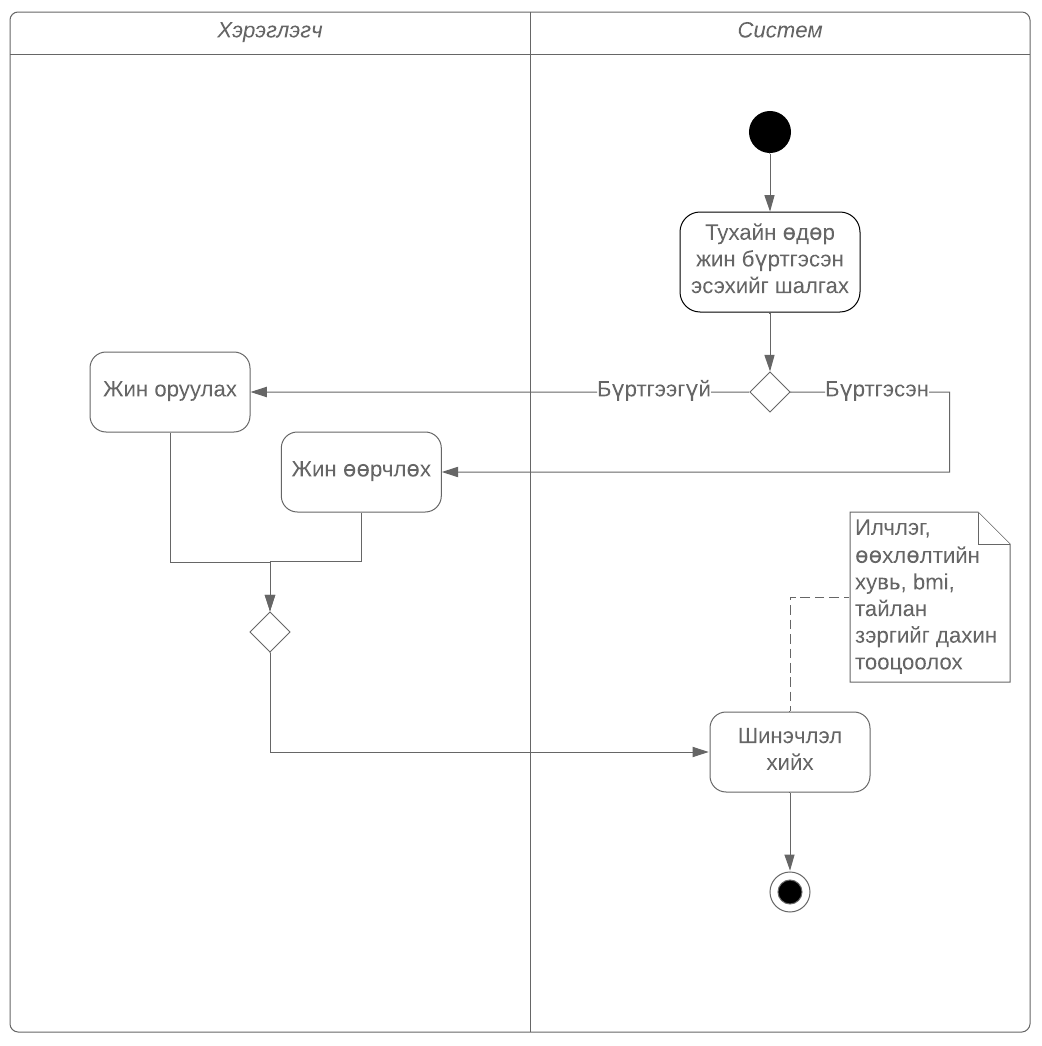 Хэрэглэгч
Систем
Тухайн өдөр
жин бүртгэсэн
эсэхийг шалгах
Жин оруулах
Бүртгээгүй
Бүртгэсэн
Жин өөрчлөх
Илчлэг,
өөхлөлтийн
хувь, bmi,
тайлан
зэргийг дахин
тооцоолох
Шинэчлэл
хийх